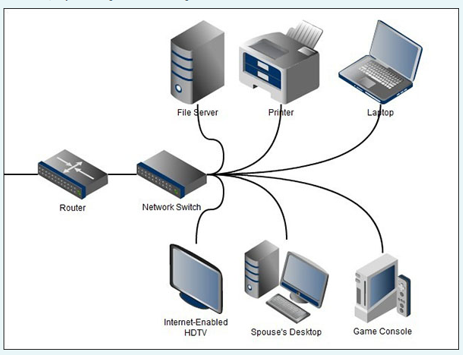 File Server
Printer
Laptop
Router
Network Switch
Internet-Enabled
HDTV
Spouse's Desktop
Game Console